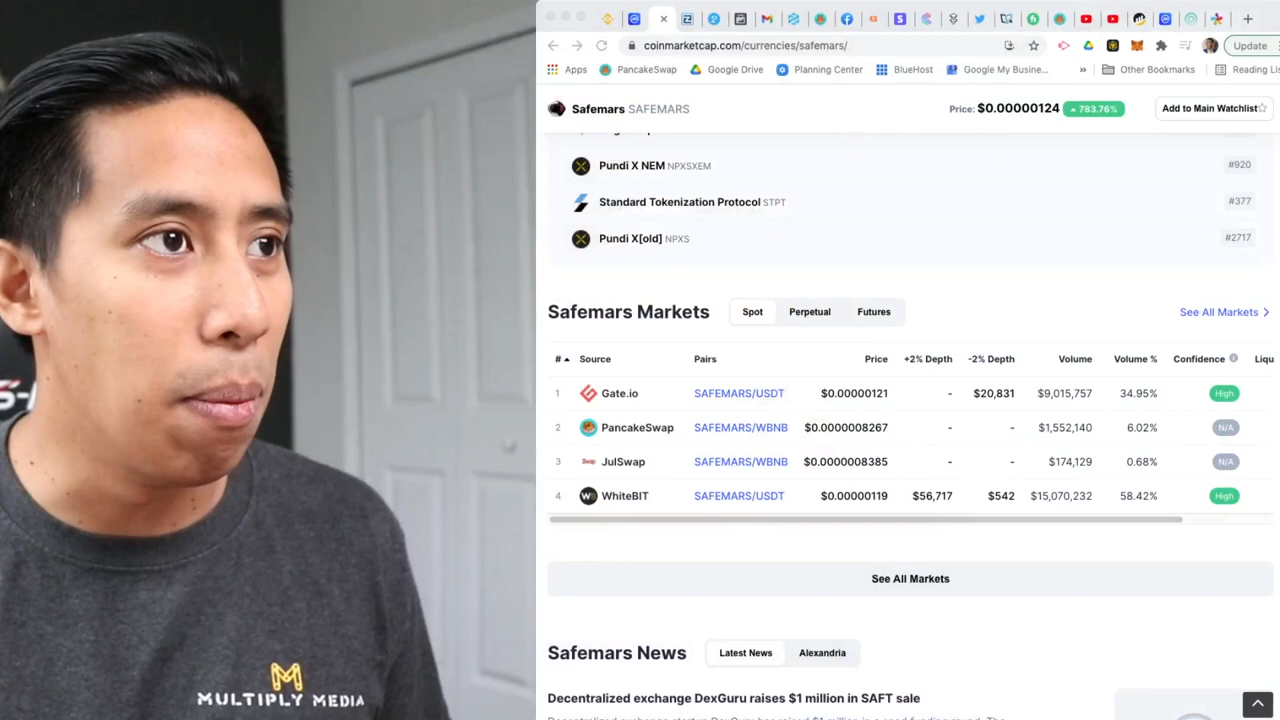 coinmarketcap.com/currencies/safemars/
Update
Apps PancakeSwap Google Drive Planning Center BlueHost Google My Busine... » Other Bookmarks Reading Lis
Safemars SAFEMARS Price: $0.00000124 783.76% Add to Main Watchlist
Pundi X NEM NPXSXEM #920
Standard Tokenization Protocol STPT #377
Pundi X[old] NPXS #2717
Safemars Markets Spot Perpetual Futures See All Markets
# Source Pairs Price +2% Depth -2% Depth Volume Volume % Confidence Liqu
1 Gate.io SAFEMARS/USDT $0.00000121 - $20,831 $9,015,757 34.95% High
2 PancakeSwap SAFEMARS/WBNB $0.0000008267 - - $1,552,140 6.02% N/A
3 JulSwap SAFEMARS/WBNB $0.0000008385 - - $174,129 0.68% N/A
4 WhiteBIT SAFEMARS/USDT $0.00000119 $56,717 $542 $15,070,232 58.42% High
See All Markets
Safemars News Latest News Alexandria
Decentralized exchange DexGuru raises $1 million in SAFT sale
MULTIPLY MEDIA